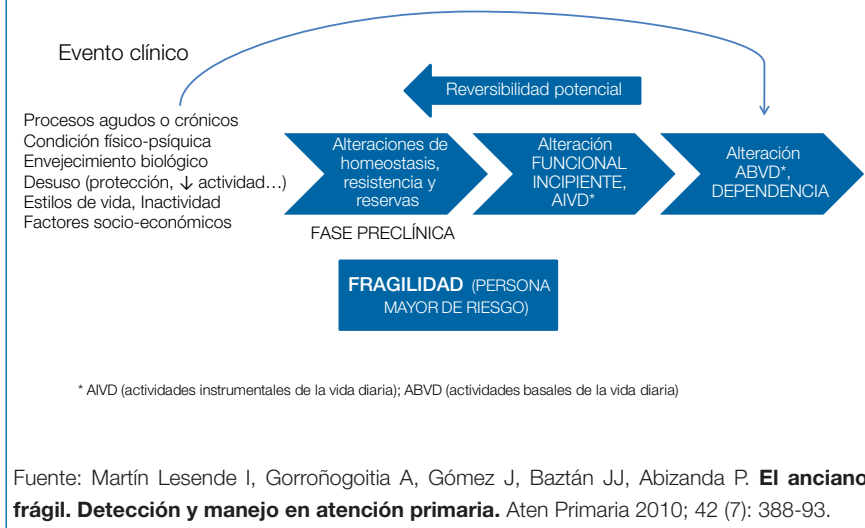 Evento clínico
Reversibilidad potencial
Procesos agudos o crónicos
Condición físico-psíquica
Envejecimiento biológico
Desuso (protección, ↓ actividad…)
Estilos de vida, Inactividad
Factores socio-económicos
Alteraciones de
homeostasis,
resistencia y
reservas
Alteración
FUNCIONAL
INCIPIENTE,
AIVD*
Alteración
ABVD*,
DEPENDENCIA
FASE PRECLÍNICA
FRAGILIDAD (PERSONA
MAYOR DE RIESGO)
* AIVD (actividades instrumentales de la vida diaria); ABVD (actividades basales de la vida diaria)
Fuente: Martín Lesende I, Gorroñogoitia A, Gómez J, Baztán JJ, Abizanda P. El anciano
frágil. Detección y manejo en atención primaria. Aten Primaria 2010; 42 (7): 388-93.